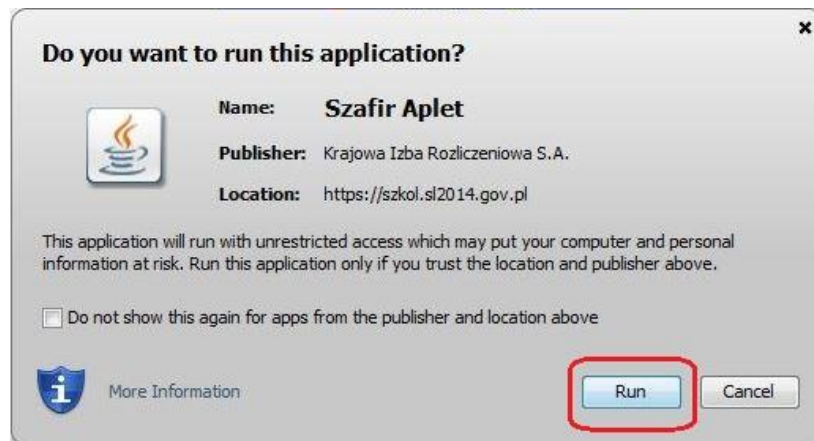 Do you want to run this application?
Name: Szafir Aplet
Publisher: Krajowa Izba Rozliczeniowa S.A.
Location: https://szkol.sl2014.gov.pl
This application will run with unrestricted access which may put your computer and personal
information at risk. Run this application only if you trust the location and publisher above.
Do not show this again for apps from the publisher and location above
More Information
Run
Cancel